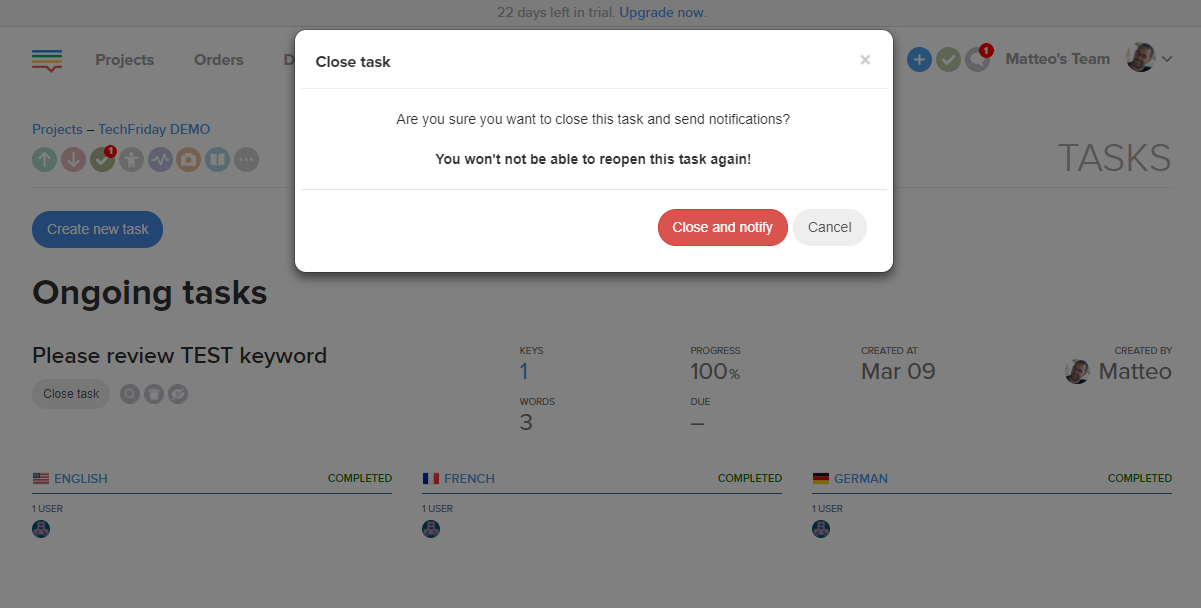 22 days left in trial. Upgrade now.
Projects
Orders
D
Close task
×
1
Matteo's Team
Are you sure you want to close this task and send notifications?
You won't not be able to reopen this task again!
Close and notify
Cancel
Projects – TechFriday DEMO
1
TASKS
Create new task
Ongoing tasks
Please review TEST keyword
Close task
KEYS
1
PROGRESS
100%
CREATED AT
Mar 09
CREATED BY
Matteo
WORDS
3
DUE
–
ENGLISH
COMPLETED
1 USER
FRENCH
COMPLETED
1 USER
GERMAN
COMPLETED
1 USER